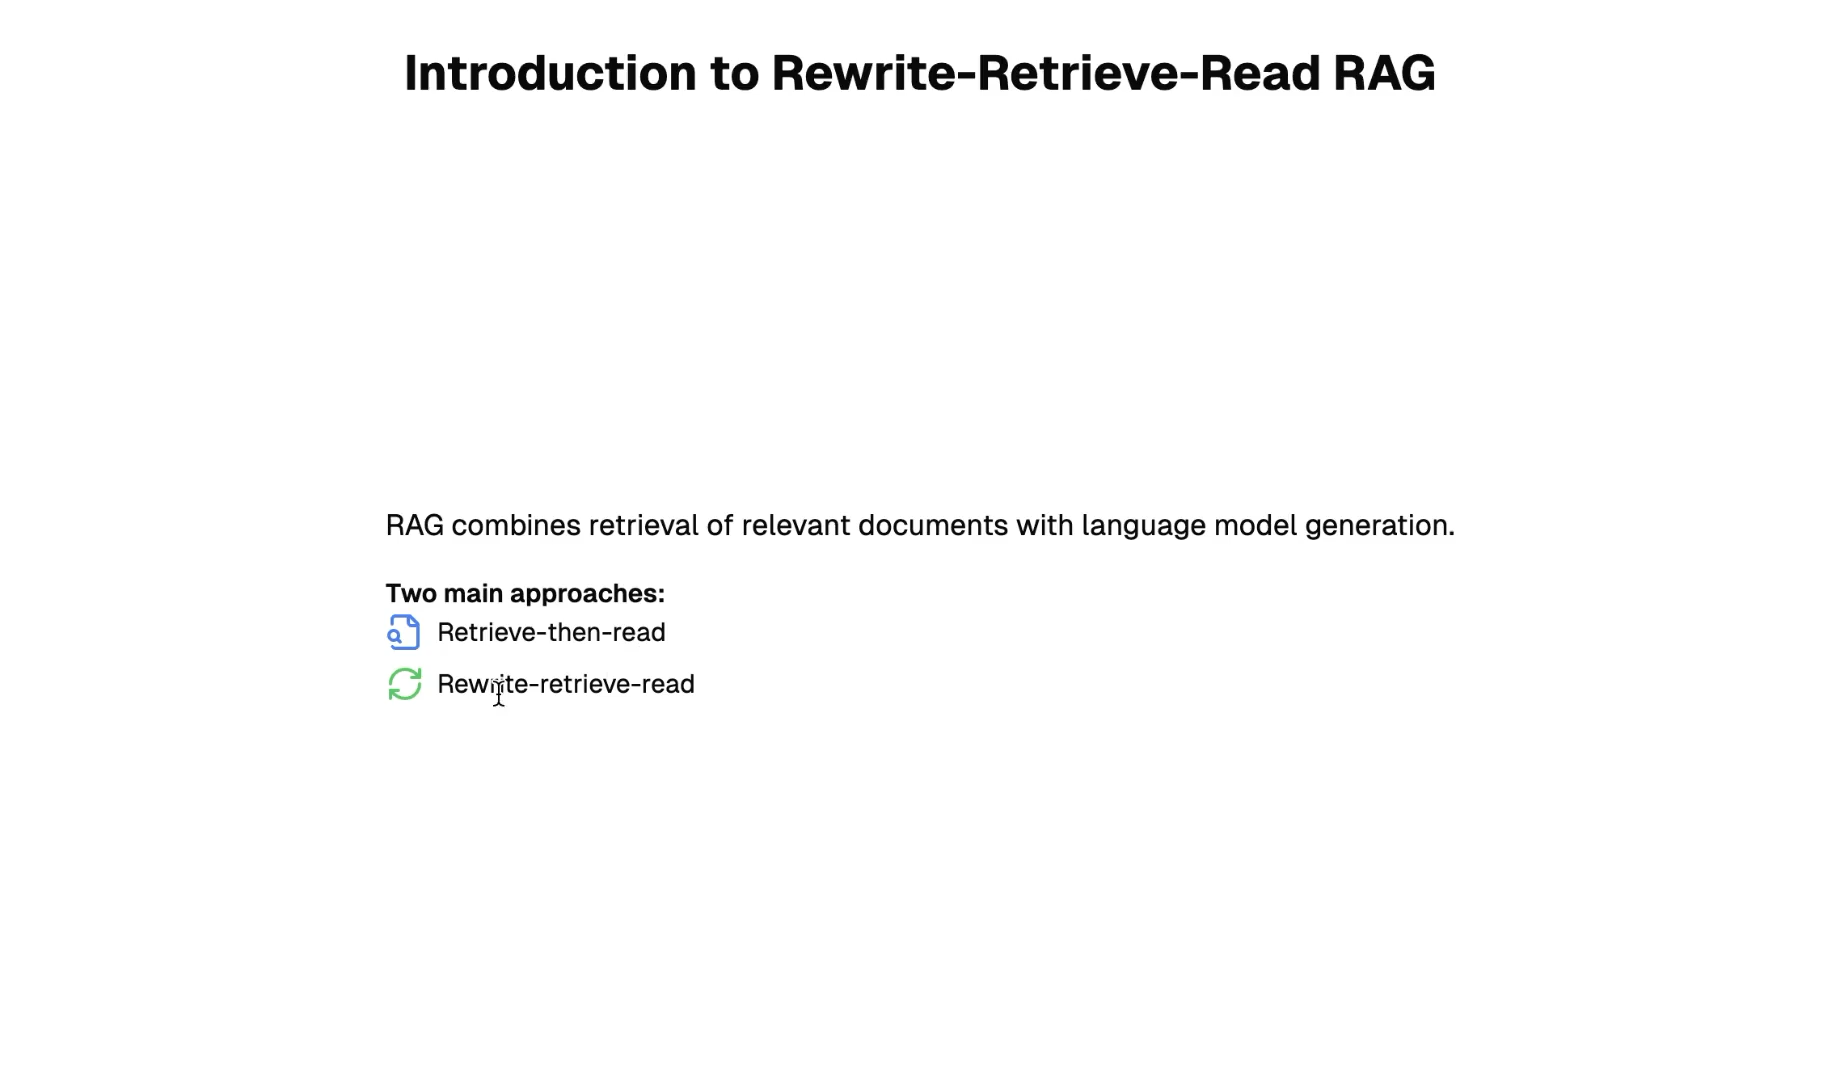 Introduction to Rewrite-Retrieve-Read RAG
RAG combines retrieval of relevant documents with language model generation.
Two main approaches:
Retrieve-then-read
Rewrite-retrieve-read